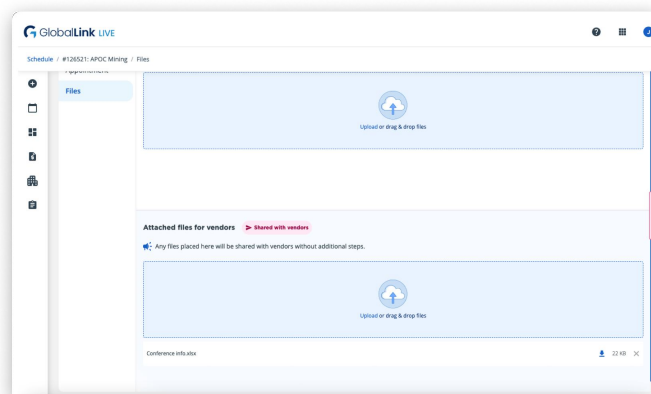 GlobalLink LIVE
J
Schedule / #126521: APOC Mining / Files
Files
Upload or drag & drop files
Attached files for vendors
Shared with vendors
Any files placed here will be shared with vendors without additional steps.
Upload or drag & drop files
Conference info.xlsx
22 KB